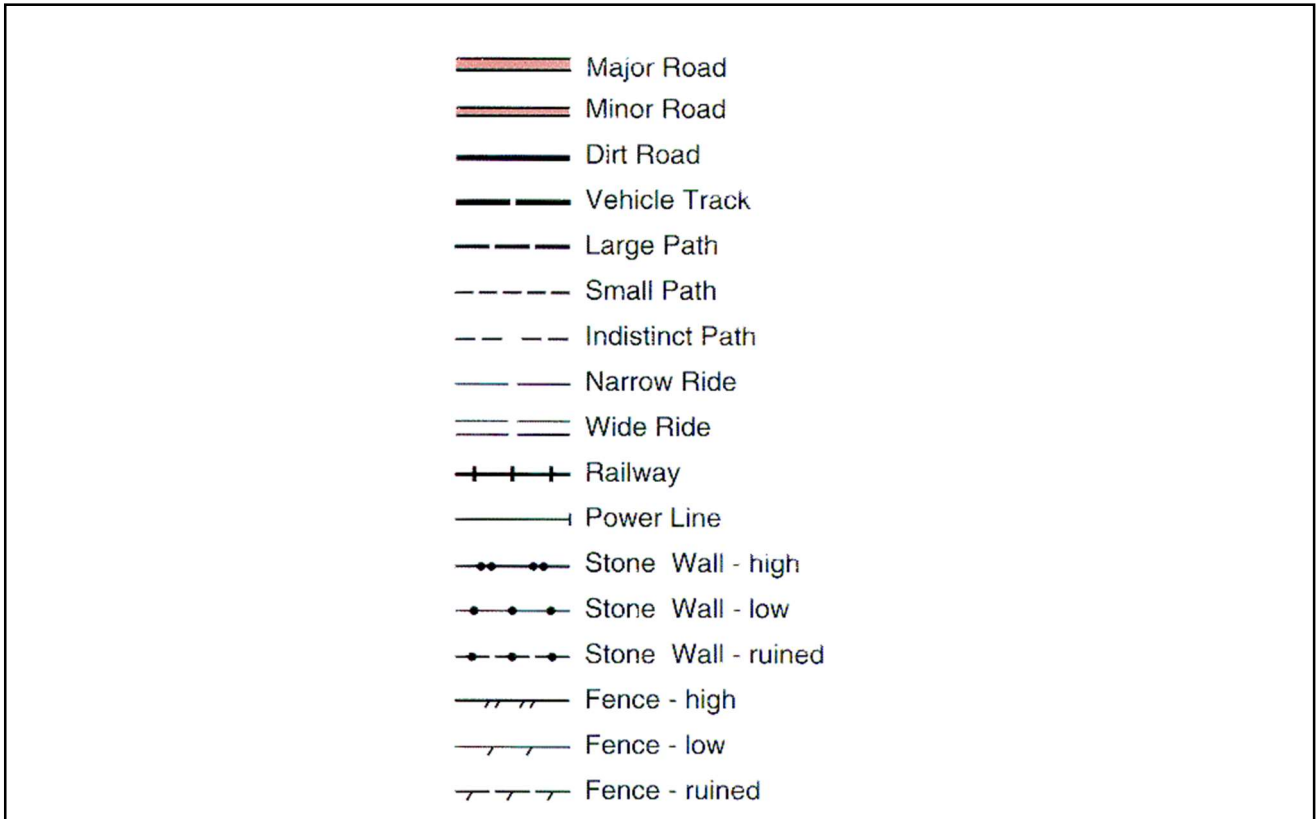 Major Road
Minor Road
Dirt Road
Vehicle Track
Large Path
Small Path
Indistinct Path
Narrow Ride
Wide Ride
Railway
Power Line
Stone Wall - high
Stone Wall - low
Stone Wall - ruined
Fence - high
Fence - low
Fence - ruined